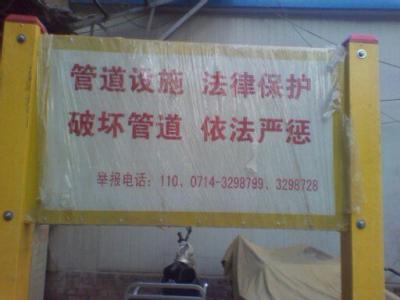 管道设施 法律保护
破坏管道 依法严惩
举报电话：110、0714-3298799、3298728